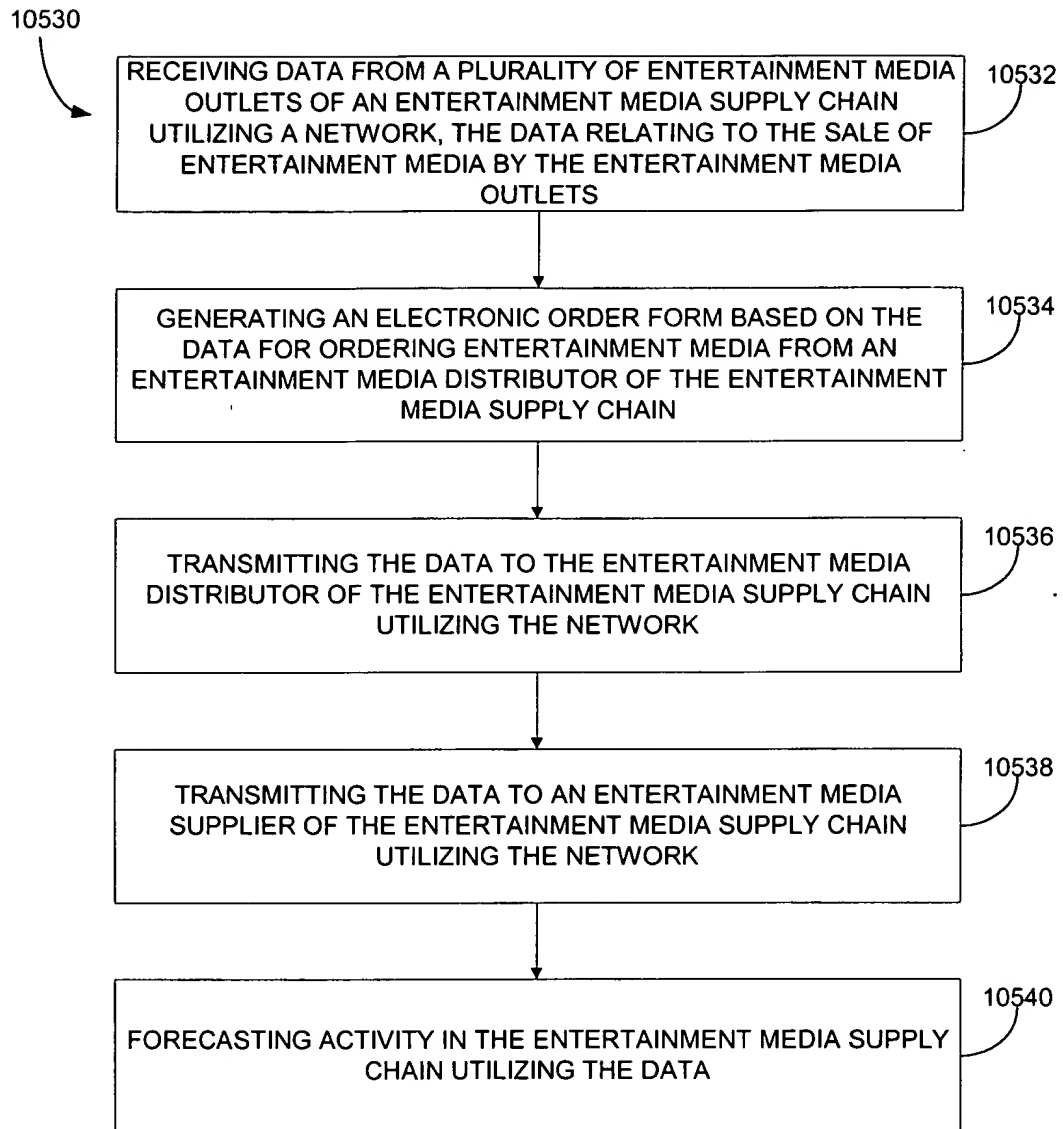 10530
RECEIVING DATA FROM A PLURALITY OF ENTERTAINMENT MEDIA
OUTLETS OF AN ENTERTAINMENT MEDIA SUPPLY CHAIN
UTILIZING A NETWORK, THE DATA RELATING TO THE SALE OF
ENTERTAINMENT MEDIA BY THE ENTERTAINMENT MEDIA
OUTLETS
10532
GENERATING AN ELECTRONIC ORDER FORM BASED ON THE
DATA FOR ORDERING ENTERTAINMENT MEDIA FROM AN
ENTERTAINMENT MEDIA DISTRIBUTOR OF THE ENTERTAINMENT
MEDIA SUPPLY CHAIN
10534
TRANSMITTING THE DATA TO THE ENTERTAINMENT MEDIA
DISTRIBUTOR OF THE ENTERTAINMENT MEDIA SUPPLY CHAIN
UTILIZING THE NETWORK
10536
TRANSMITTING THE DATA TO AN ENTERTAINMENT MEDIA
SUPPLIER OF THE ENTERTAINMENT MEDIA SUPPLY CHAIN
UTILIZING THE NETWORK
10538
FORECASTING ACTIVITY IN THE ENTERTAINMENT MEDIA SUPPLY
CHAIN UTILIZING THE DATA
10540